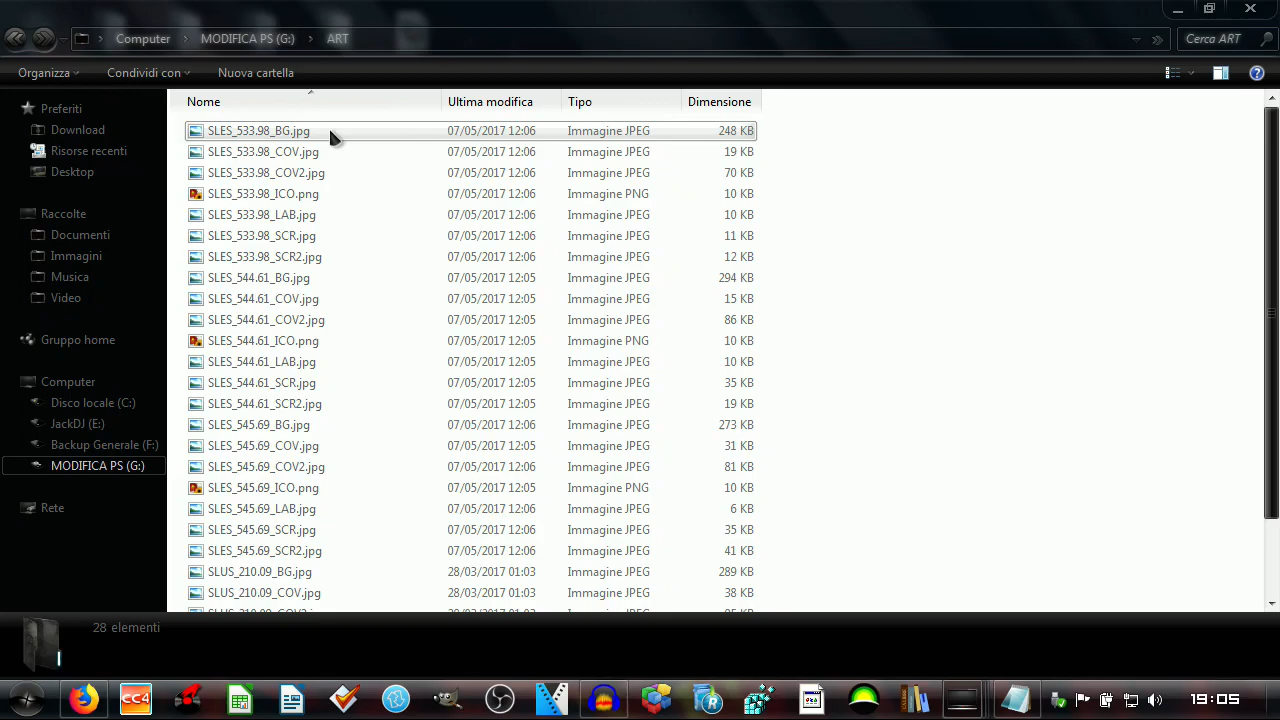 Computer MODIFICA PS (G:) ART Cerca ART
Organizza Condividi con Nuova cartella
Nome Ultima modifica Tipo Dimensione
Preferiti
Download
Risorse recenti
Desktop
Raccolte
Documenti
Immagini
Musica
Video
Gruppo home
Computer
Disco locale (C:)
JackDJ (E:)
Backup Generale (F:)
MODIFICA PS (G:)
Rete
SLES_533.98_BG.jpg 07/05/2017 12:06 Immagine JPEG 248 KB
SLES_533.98_COV.jpg 07/05/2017 12:06 Immagine JPEG 19 KB
SLES_533.98_COV2.jpg 07/05/2017 12:06 Immagine JPEG 70 KB
SLES_533.98_ICO.png 07/05/2017 12:06 Immagine PNG 10 KB
SLES_533.98_LAB.jpg 07/05/2017 12:06 Immagine JPEG 10 KB
SLES_533.98_SCR.jpg 07/05/2017 12:06 Immagine JPEG 11 KB
SLES_533.98_SCR2.jpg 07/05/2017 12:06 Immagine JPEG 12 KB
SLES_544.61_BG.jpg 07/05/2017 12:05 Immagine JPEG 294 KB
SLES_544.61_COV.jpg 07/05/2017 12:05 Immagine JPEG 15 KB
SLES_544.61_COV2.jpg 07/05/2017 12:05 Immagine JPEG 86 KB
SLES_544.61_ICO.png 07/05/2017 12:05 Immagine PNG 10 KB
SLES_544.61_LAB.jpg 07/05/2017 12:05 Immagine JPEG 10 KB
SLES_544.61_SCR.jpg 07/05/2017 12:05 Immagine JPEG 35 KB
SLES_544.61_SCR2.jpg 07/05/2017 12:05 Immagine JPEG 19 KB
SLES_545.69_BG.jpg 07/05/2017 12:06 Immagine JPEG 273 KB
SLES_545.69_COV.jpg 07/05/2017 12:05 Immagine JPEG 31 KB
SLES_545.69_COV2.jpg 07/05/2017 12:06 Immagine JPEG 81 KB
SLES_545.69_ICO.png 07/05/2017 12:05 Immagine PNG 10 KB
SLES_545.69_LAB.jpg 07/05/2017 12:06 Immagine JPEG 6 KB
SLES_545.69_SCR.jpg 07/05/2017 12:06 Immagine JPEG 35 KB
SLES_545.69_SCR2.jpg 07/05/2017 12:06 Immagine JPEG 41 KB
SLUS_210.09_BG.jpg 28/03/2017 01:03 Immagine JPEG 289 KB
SLUS_210.09_COV.jpg 28/03/2017 01:03 Immagine JPEG 38 KB
28 elementi
CC4
19:05